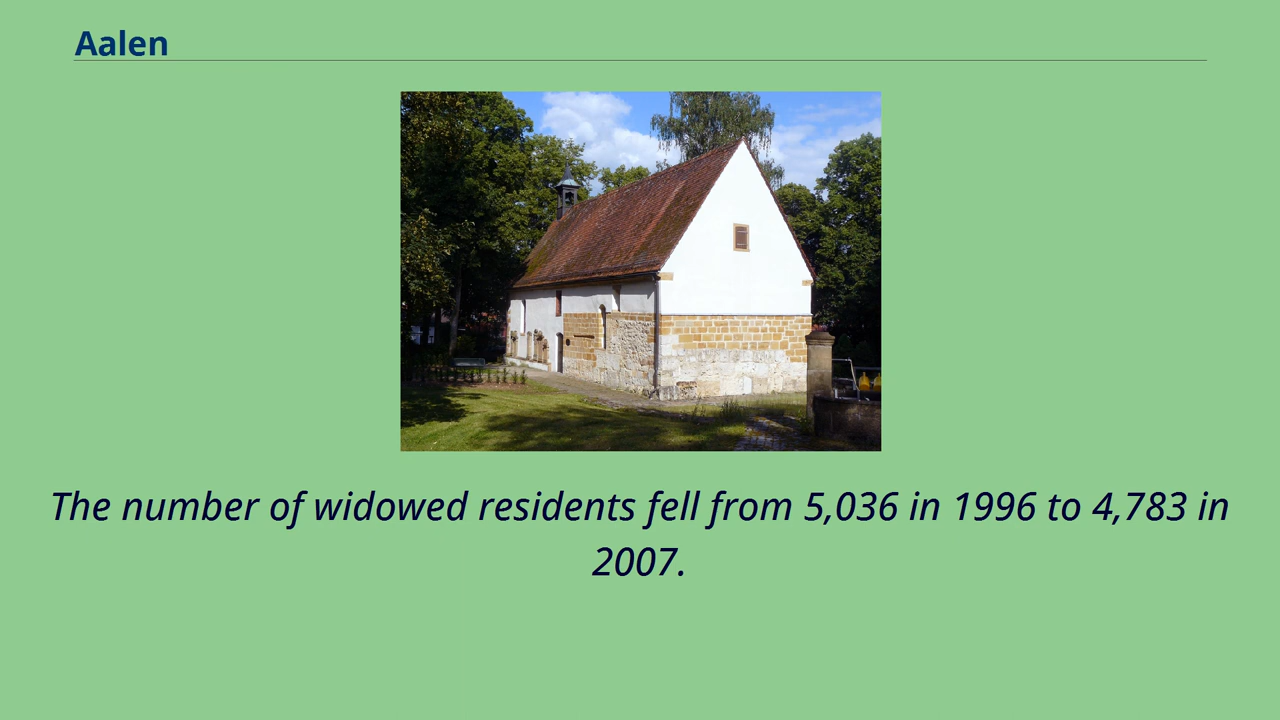 Aalen
The number of widowed residents fell from 5,036 in 1996 to 4,783 in
2007.